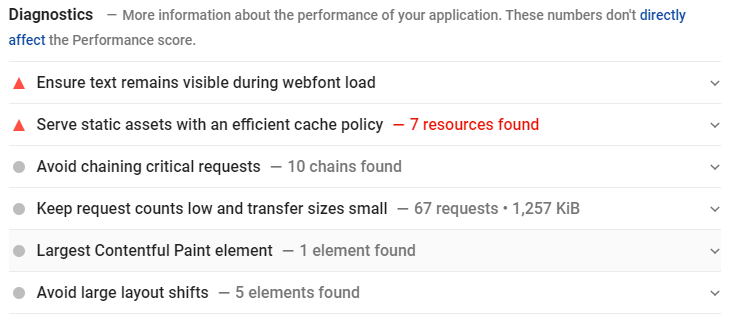 Diagnostics — More information about the performance of your application. These numbers don't directly
affect the Performance score.
Ensure text remains visible during webfont load
Serve static assets with an efficient cache policy — 7 resources found
Avoid chaining critical requests — 10 chains found
Keep request counts low and transfer sizes small — 67 requests • 1,257 KiB
Largest Contentful Paint element — 1 element found
Avoid large layout shifts — 5 elements found